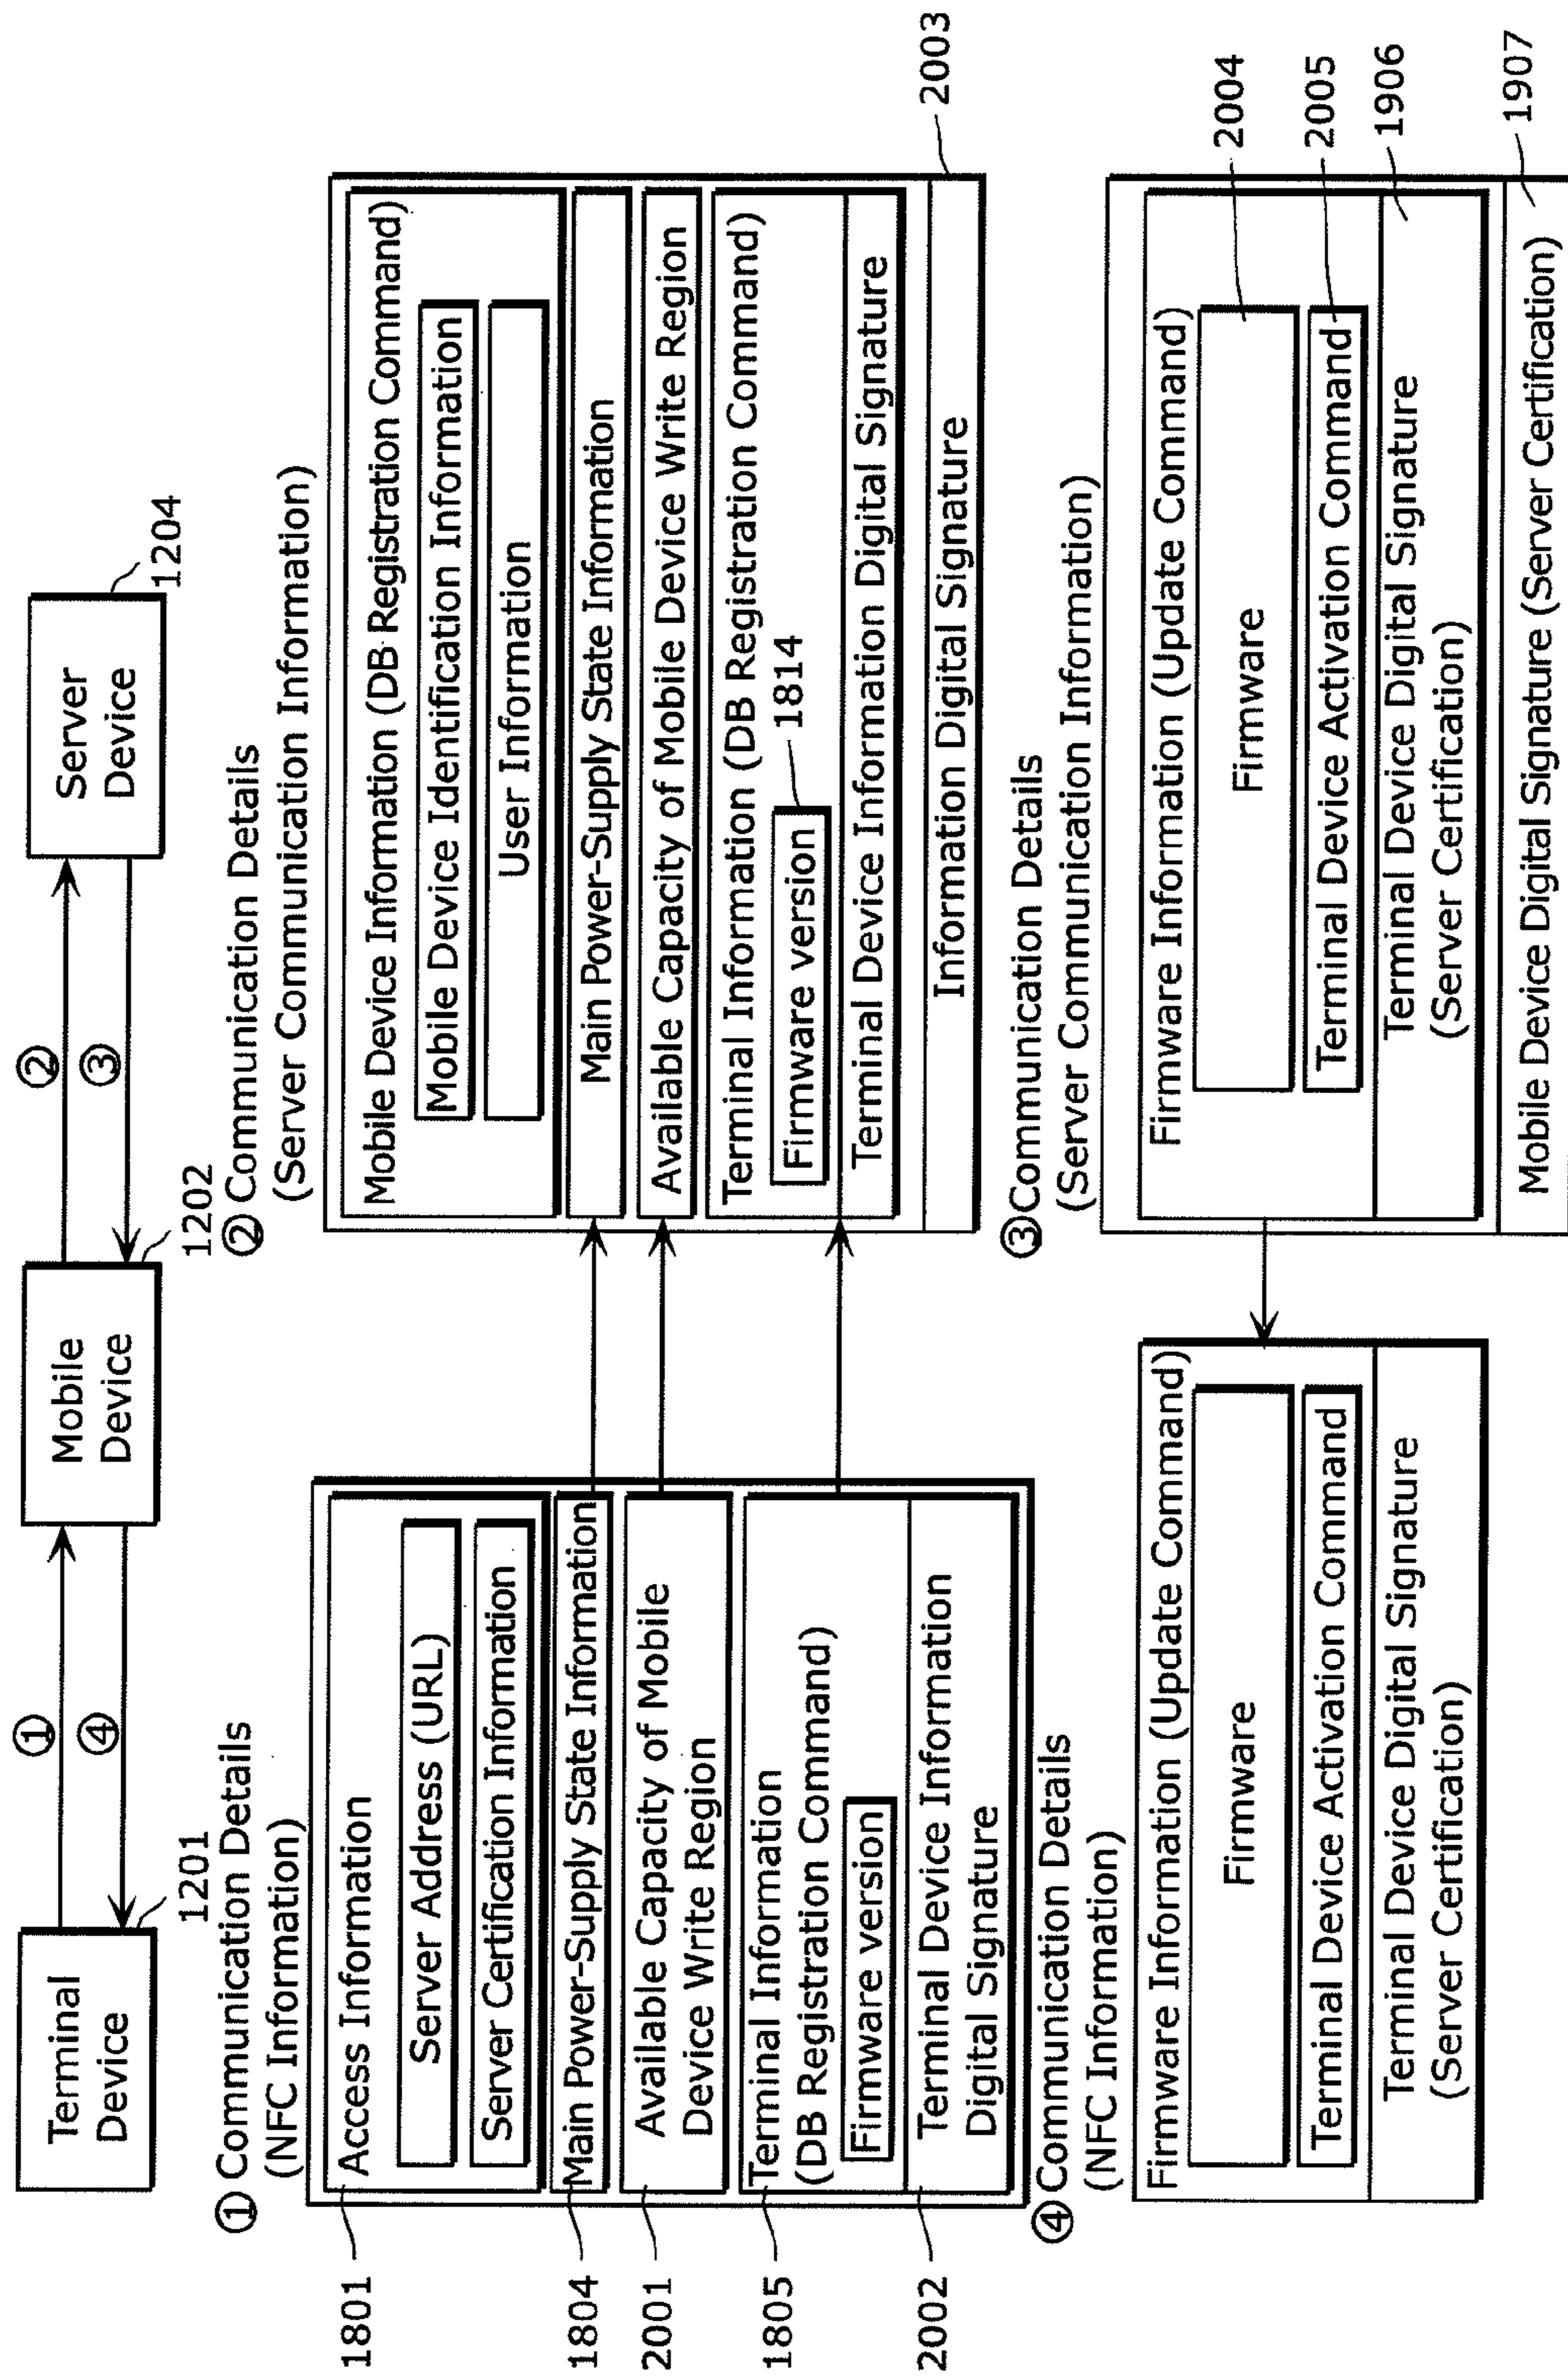 Terminal
Device
1201
①
④
Mobile
Device
1202
②
③
Server
Device
1204
① Communication Details
(NFC Information)
1801
Access Information
Server Address (URL)
Server Certification Information
1804
Main Power-Supply State Information
2001
Available Capacity of Mobile
Device Write Region
1805
Terminal Information
(DB Registration Command)
Firmware version
2002
Terminal Device Information
Digital Signature
② Communication Details
(Server Communication Information)
Mobile Device Information (DB Registration Command)
Mobile Device Identification Information
User Information
Main Power-Supply State Information
Available Capacity of Mobile Device Write Region
Terminal Information (DB Registration Command)
Firmware version
1814
Terminal Device Information Digital Signature
Information Digital Signature
2003
③ Communication Details
(Server Communication Information)
Firmware Information (Update Command)
Firmware
2004
Terminal Device Activation Command
2005
Terminal Device Digital Signature
(Server Certification)
1906
Mobile Device Digital Signature (Server Certification)
1907
④ Communication Details
(NFC Information)
Firmware Information (Update Command)
Firmware
Terminal Device Activation Command
Terminal Device Digital Signature
(Server Certification)